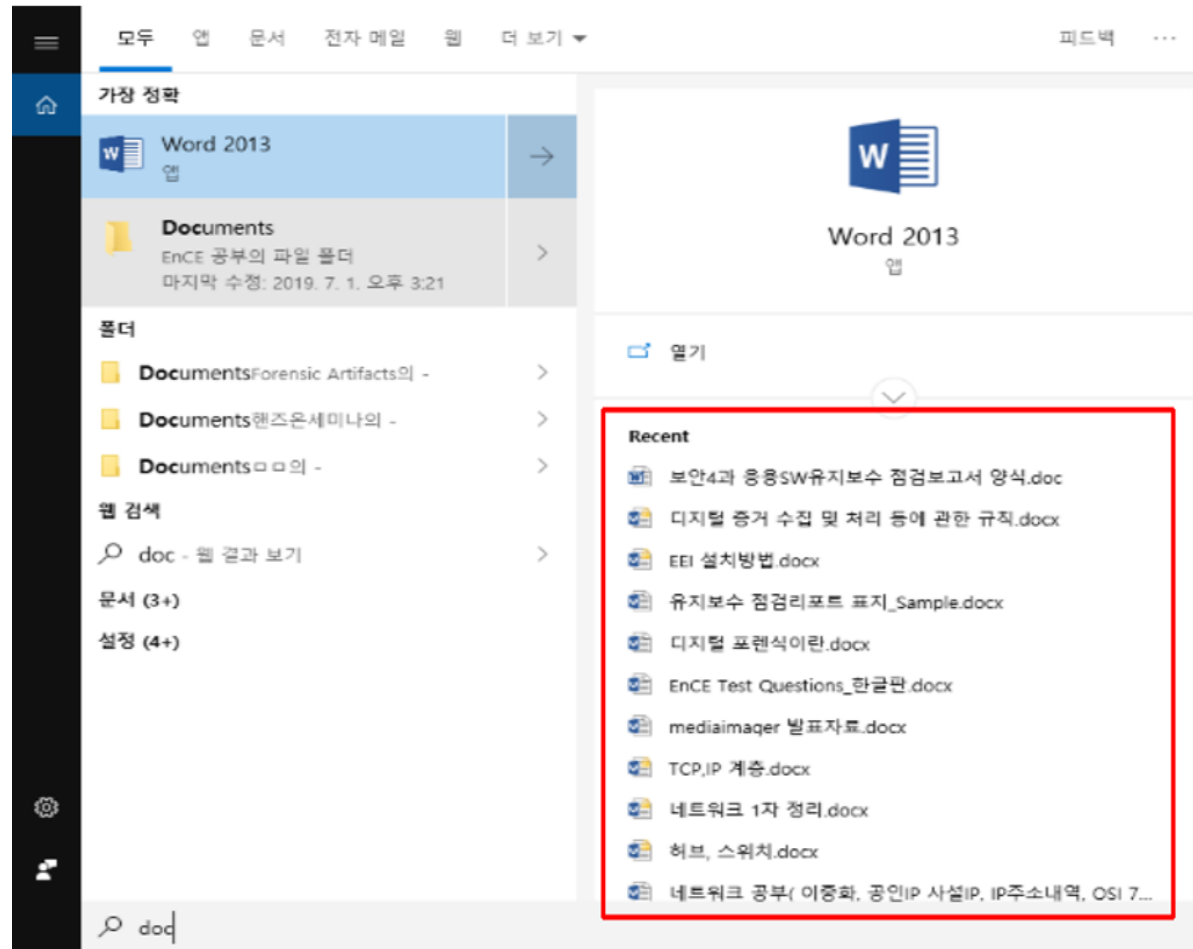 모두 앱 문서 전자 메일 웹 더 보기 피드백 ...
가장 정확
Word 2013
앱
Documents
EnCE 공부의 파일 폴더
마지막 수정: 2019. 7. 1. 오후 3:21
폴더
DocumentsForensic Artifacts의 -
Documents핸즈온세미나의 -
Documentsㅁㅁ의 -
웹 검색
doc - 웹 결과 보기
문서 (3+)
설정 (4+)
doc
Word 2013
앱
열기
Recent
보안4과 응용SW유지보수 점검보고서 양식.doc
디지털 증거 수집 및 처리 등에 관한 규칙.docx
EEI 설치방법.docx
유지보수 점검리포트 표지_Sample.docx
디지털 포렌식이란.docx
EnCE Test Questions_한글판.docx
mediaimager 발표자료.docx
TCP,IP 계층.docx
네트워크 1차 정리.docx
허브, 스위치.docx
네트워크 공부( 이중화, 공인IP 사설IP, IP주소내역, OSI 7...